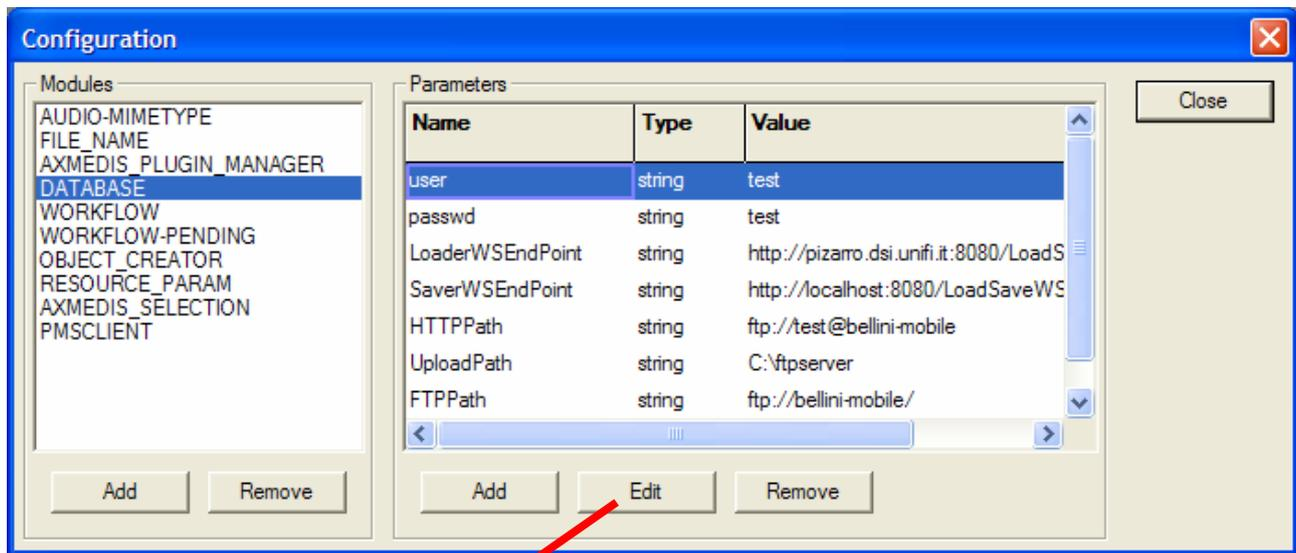 Configuration
Modules
AUDIO-MIMETYPE
FILE_NAME
AXMEDIS_PLUGIN_MANAGER
DATABASE
WORKFLOW
WORKFLOW-PENDING
OBJECT_CREATOR
RESOURCE_PARAM
AXMEDIS_SELECTION
PMSCLIENT
Add Remove
Parameters
Name Type Value
user string test
passwd string test
LoaderWSEndPoint string http://pizarro.dsi.unifi.it:8080/LoadS
SaverWSEndPoint string http://localhost:8080/LoadSaveWS
HTTPPath string ftp://test@bellini-mobile
UploadPath string C:\ftpserver
FTPPath string ftp://bellini-mobile/
Add Edit Remove
Close